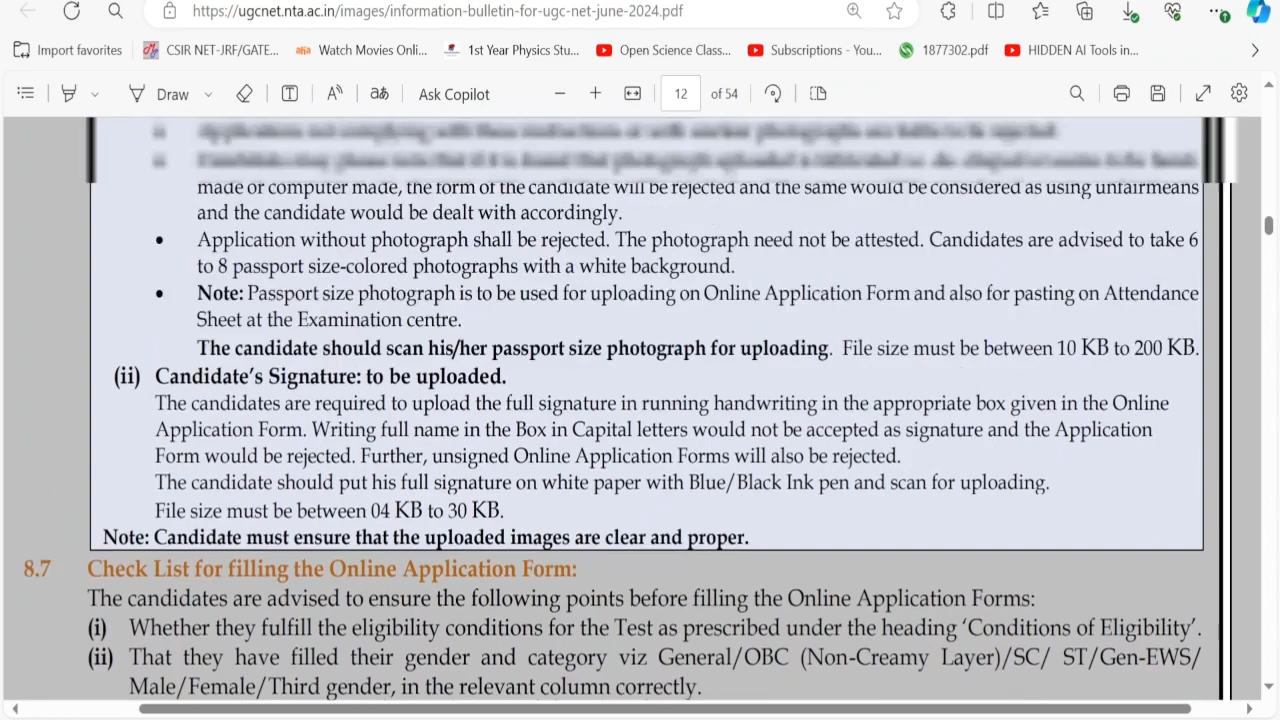 https://ugcnet.nta.ac.in/images/information-bulletin-for-ugc-net-june-2024.pdf
Import favorites CSIR NET-JRF/GATE... Watch Movies Onli... 1st Year Physics Stu... Open Science Class... Subscriptions - You... 1877302.pdf HIDDEN AI Tools in...
Draw Ask Copilot 12 of 54
made or computer made, the form of the candidate will be rejected and the same would be considered as using unfairmeans
and the candidate would be dealt with accordingly.
• Application without photograph shall be rejected. The photograph need not be attested. Candidates are advised to take 6
to 8 passport size-colored photographs with a white background.
• Note: Passport size photograph is to be used for uploading on Online Application Form and also for pasting on Attendance
Sheet at the Examination centre.
The candidate should scan his/her passport size photograph for uploading. File size must be between 10 KB to 200 KB.
(ii) Candidate's Signature: to be uploaded.
The candidates are required to upload the full signature in running handwriting in the appropriate box given in the Online
Application Form. Writing full name in the Box in Capital letters would not be accepted as signature and the Application
Form would be rejected. Further, unsigned Online Application Forms will also be rejected.
The candidate should put his full signature on white paper with Blue/Black Ink pen and scan for uploading.
File size must be between 04 KB to 30 KB.
Note: Candidate must ensure that the uploaded images are clear and proper.
8.7 Check List for filling the Online Application Form:
The candidates are advised to ensure the following points before filling the Online Application Forms:
(i) Whether they fulfill the eligibility conditions for the Test as prescribed under the heading 'Conditions of Eligibility'.
(ii) That they have filled their gender and category viz General/OBC (Non-Creamy Layer)/SC/ ST/Gen-EWS/
Male/Female/Third gender, in the relevant column correctly.